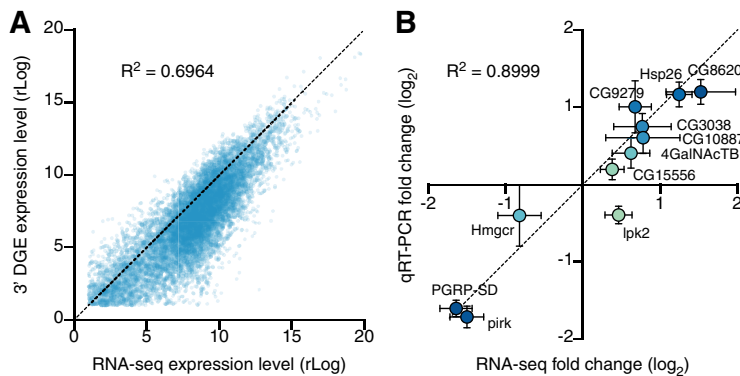 A
20
15
10
5
0
0
5
10
15
20
3' DGE expression level (rLog)
R² = 0.6964
RNA-seq expression level (rLog)
B
2
1
-1
-2
-2
-1
1
2
qRT-PCR fold change (log₂)
R² = 0.8999
Hsp26
CG8620
CG9279
CG3038
CG10887
4GalNAcTB
CG15556
Hmgcr
lpk2
PGRP-SD
pirk
RNA-seq fold change (log₂)